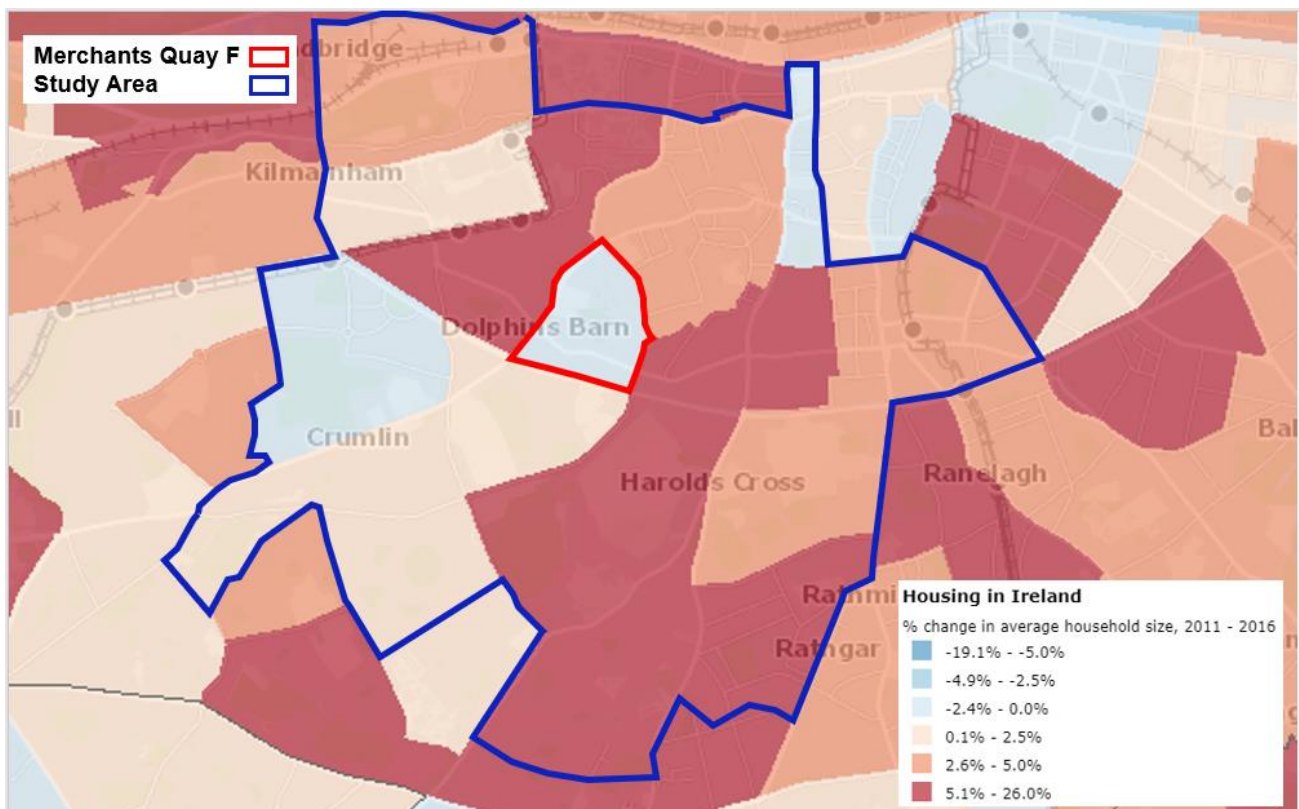 Merchants Quay F
Study Area
Kilmainham
Dolphins Barn
Crumlin
Harolds Cross
Ranelagh
Rathgar
Housing in Ireland
% change in average household size, 2011 - 2016
-19.1% - -5.0%
-4.9% - -2.5%
-2.4% - 0.0%
0.1% - 2.5%
2.6% - 5.0%
5.1% - 26.0%